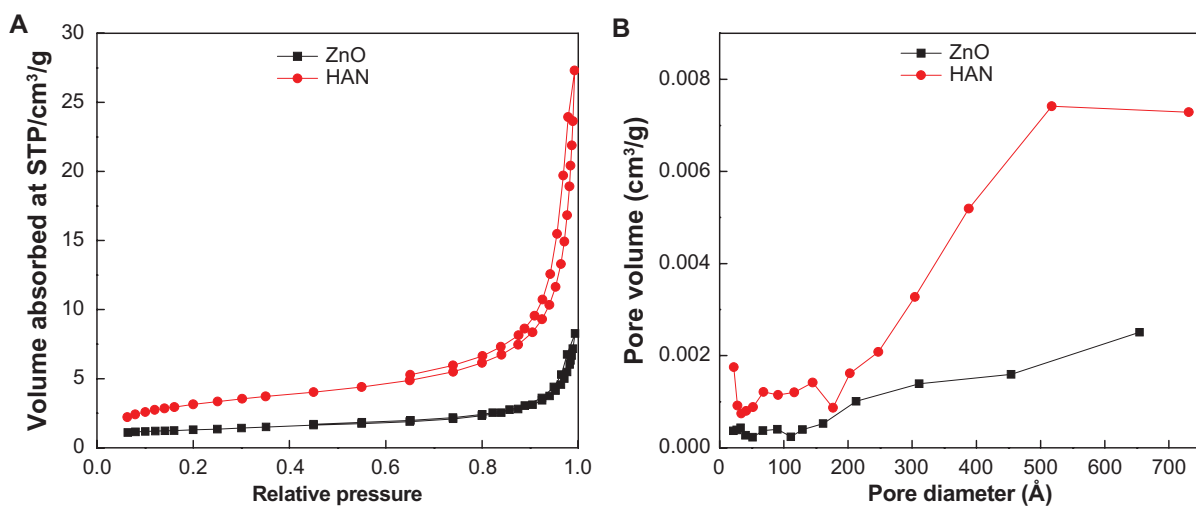 A
Volume absorbed at STP/cm³/g
30
25
20
15
10
5
0
ZnO
HAN
0.0 0.2 0.4 0.6 0.8 1.0
Relative pressure
B
Pore volume (cm³/g)
0.008
0.006
0.004
0.002
0.000
ZnO
HAN
0 100 200 300 400 500 600 700
Pore diameter (Å)